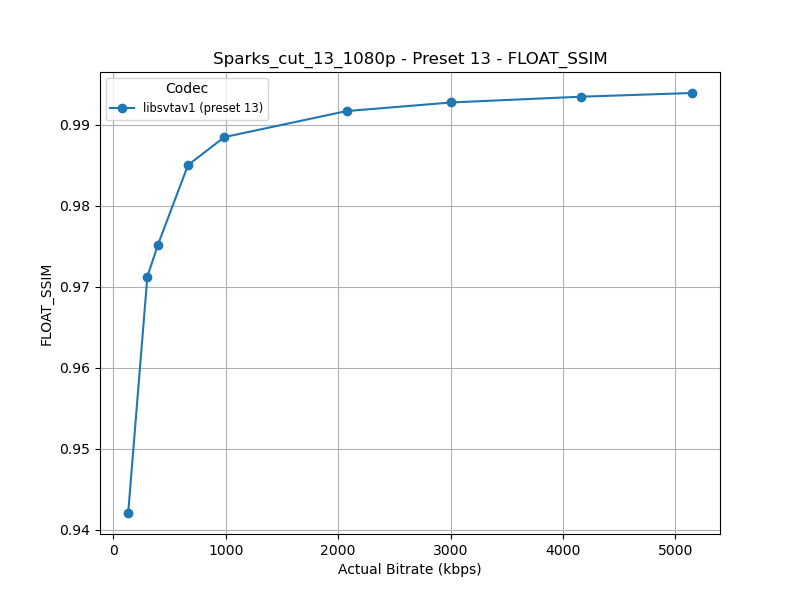 Sparks_cut_13_1080p - Preset 13 - FLOAT_SSIM
Codec
libsvtav1 (preset 13)
FLOAT_SSIM
0.99
0.98
0.97
0.96
0.95
0.94
0 1000 2000 3000 4000 5000
Actual Bitrate (kbps)